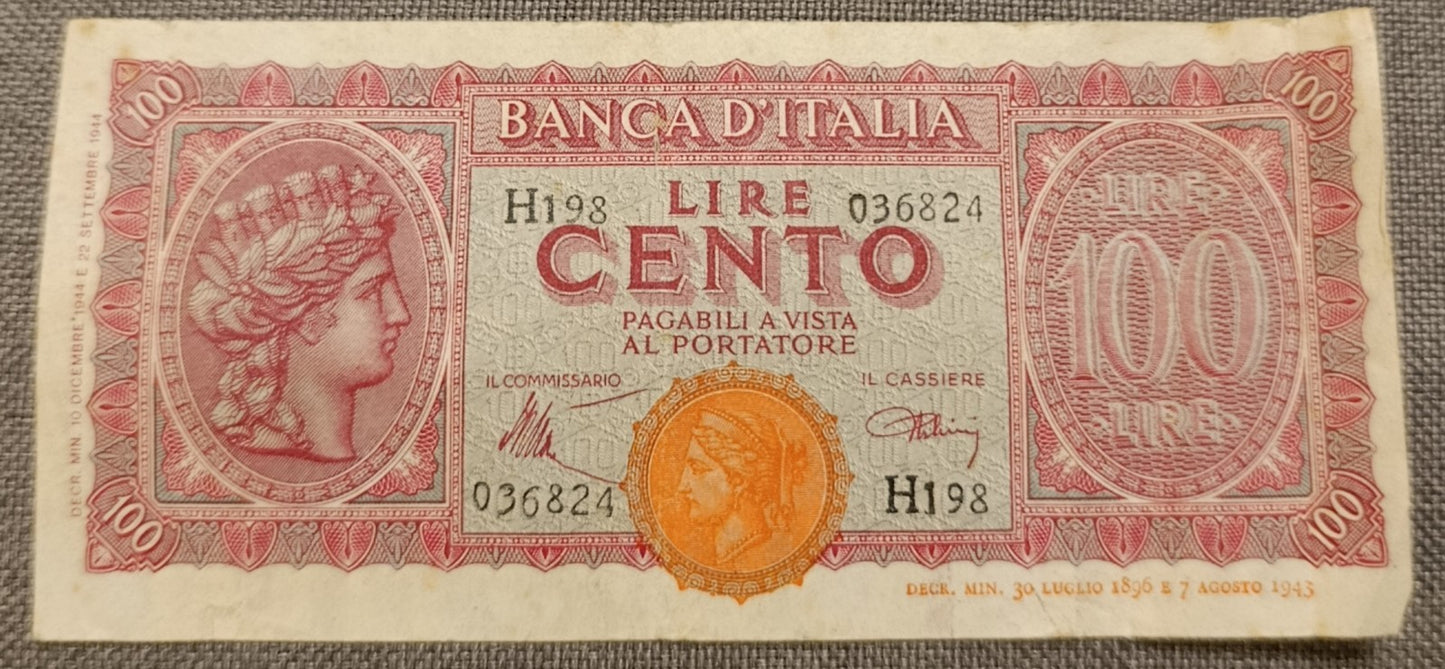 100
100
BANCA D'ITALIA
H198
LIRE
036824
CENTO
PAGABILI A VISTA
AL PORTATORE
IL COMMISSARIO
IL CASSIERE
036824
H198
LIRE
100
LIRE
100
100
DECR. MIN. 10 DICEMBRE 1944 E 22 SETTEMBRE 1944
DECR. MIN. 30 LUGLIO 1896 E 7 AGOSTO 1943